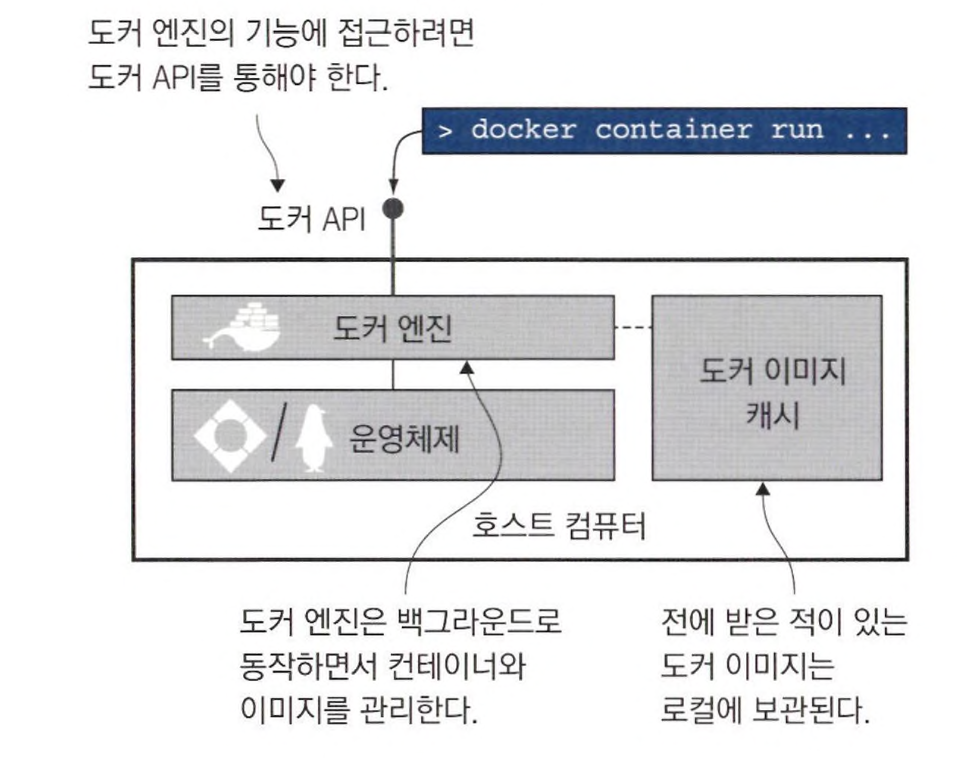 도커 엔진의 기능에 접근하려면
도커 API를 통해야 한다.
> docker container run ...
도커 API
도커 엔진
도커 이미지
캐시
/
운영체제
호스트 컴퓨터
도커 엔진은 백그라운드로
동작하면서 컨테이너와
이미지를 관리한다.
전에 받은 적이 있는
도커 이미지는
로컬에 보관된다.